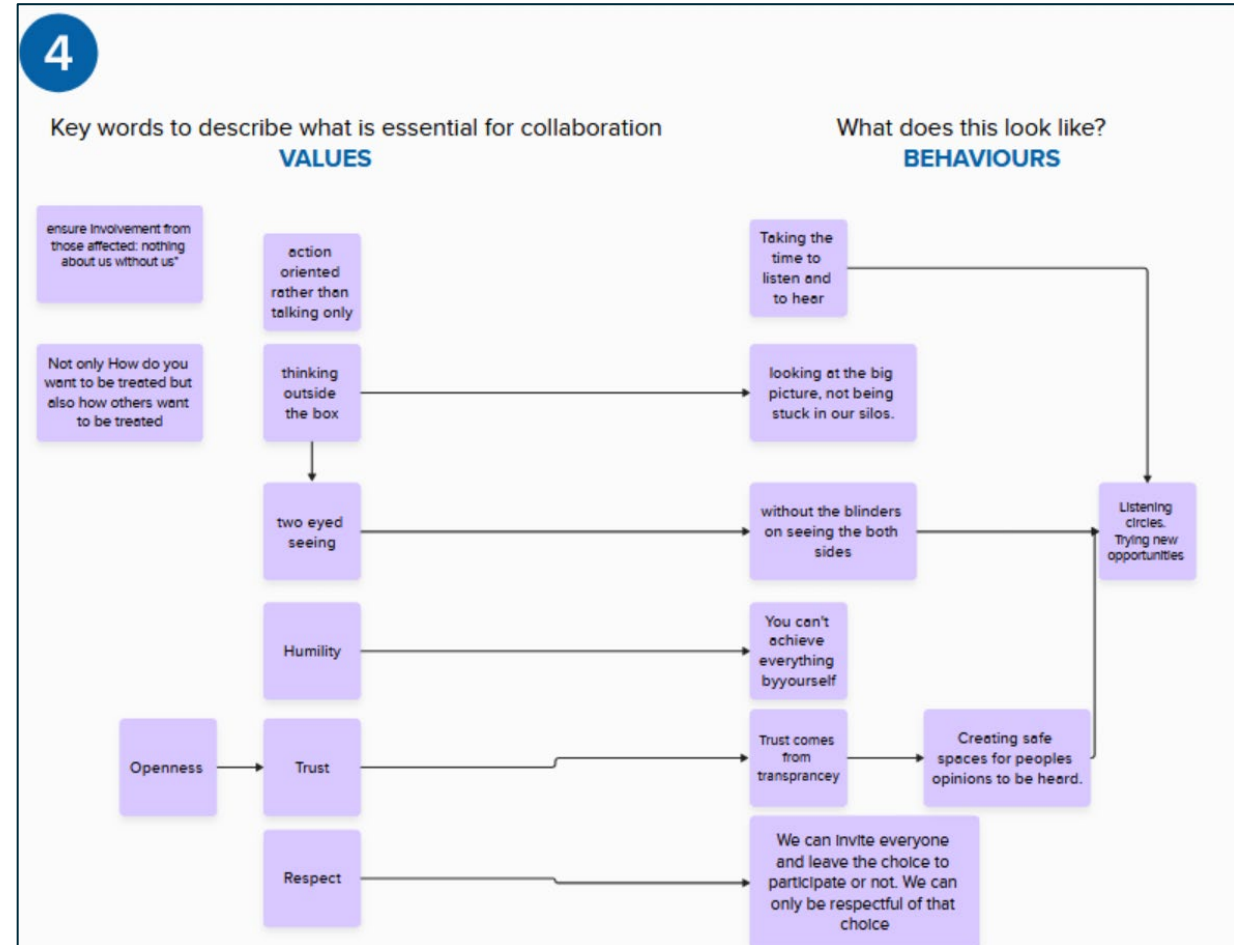 4
Key words to describe what is essential for collaboration
VALUES
What does this look like?
BEHAVIOURS
ensure Involvement from
those affected: nothing
about us without us"
action
oriented
rather than
talking only
Taking the
time to
listen and
to hear
Not only How do you
want to be treated but
also how others want
to be treated
thinking
outside
the box
looking at the big
picture, not being
stuck in our silos.
two eyed
seeing
without the blinders
on seeing the both
sides
Listening
circles.
Trying new
opportunities
Humility
You can't
achieve
everything
byyourself
Openness
Trust
Trust comes
from
transprancey
Creating safe
spaces for peoples
opinions to be heard.
Respect
We can invite everyone
and leave the choice to
participate or not. We can
only be respectful of that
choice